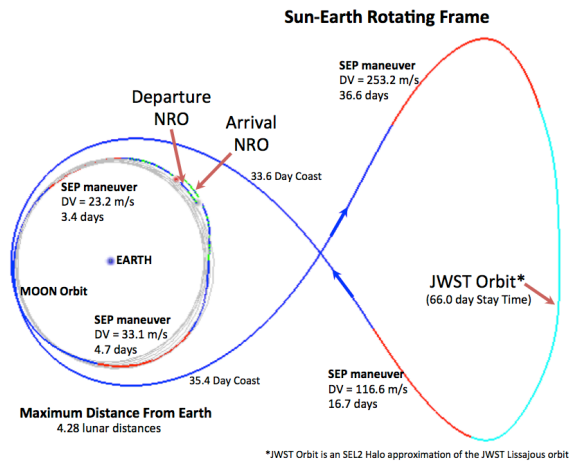 Sun-Earth Rotating Frame
SEP maneuver
DV = 253.2 m/s
36.6 days
Departure
NRO
Arrival
NRO
33.6 Day Coast
SEP maneuver
DV = 23.2 m/s
3.4 days
EARTH
MOON Orbit
JWST Orbit*
(66.0 day Stay Time)
SEP maneuver
DV = 33.1 m/s
4.7 days
35.4 Day Coast
SEP maneuver
DV = 116.6 m/s
16.7 days
Maximum Distance From Earth
4.28 lunar distances
*JWST Orbit is an SEL2 Halo approximation of the JWST Lissajous orbit